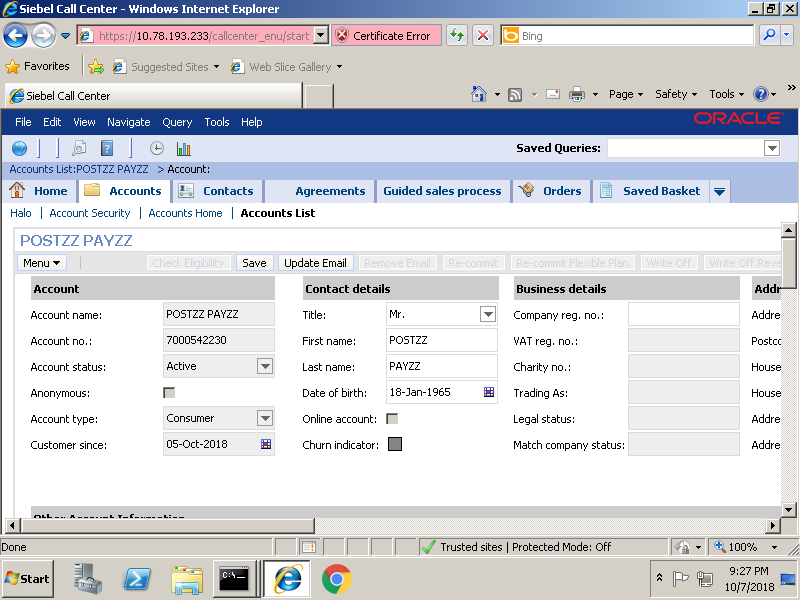 Siebel Call Center - Windows Internet Explorer
https://10.78.193.233/callcenter_enu/start
Certificate Error
Bing
Favorites
Suggested Sites
Web Slice Gallery
Siebel Call Center
Page
Safety
Tools
»
File Edit View Navigate Query Tools Help
ORACLE
Saved Queries:
Accounts List:POSTZZ PAYZZ > Account:
Home Accounts Contacts Agreements Guided sales process Orders Saved Basket
Halo | Account Security | Accounts Home | Accounts List
POSTZZ PAYZZ
Menu Check Eligibility Save Update Email Remove Email Re-commit Re-commit Flexible Plan Write Off Write Off Reve
Account Contact details Business details Addr
Account name: POSTZZ PAYZZ Title: Mr. Company reg. no.: Addre
Account no.: 7000542230 First name: POSTZZ VAT reg. no.: Postco
Account status: Active Last name: PAYZZ Charity no.: House
Anonymous: Date of birth: 18-Jan-1965 Trading As: House
Account type: Consumer Online account: Legal status: Addre
Customer since: 05-Oct-2018 Churn indicator: Match company status: Addre
Other Account Information
Done Trusted sites | Protected Mode: Off 100%
Start C:\. 9:27 PM
10/7/2018